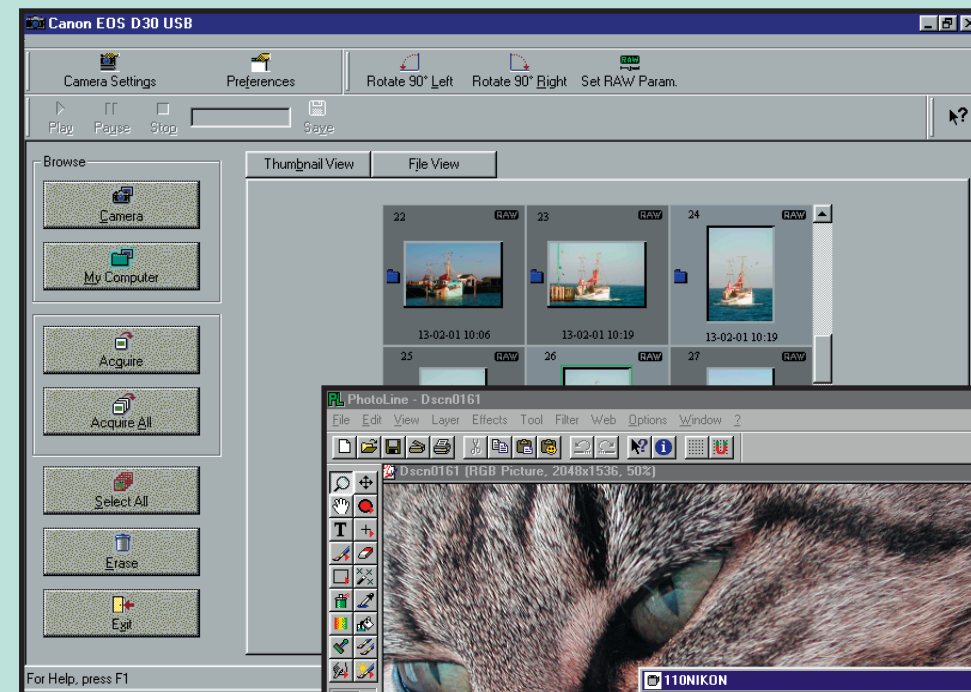 Canon EOS D30 USB
Camera Settings Preferences Rotate 90° Left Rotate 90° Right Set RAW Param.
Play Pause Stop Save
Browse
Camera
My Computer
Acquire
Acquire All
Select All
Erase
Exit
Thumbnail View File View
22 RAW 23 RAW 24 RAW
13-02-01 10:06 13-02-01 10:19 13-02-01 10:19
25 RAW 26 RAW 27 RAW
For Help, press F1
PL PhotoLine - Dscn0161
File Edit View Layer Effects Tool Filter Web Options Window ?
Dscn0161 (RGB Picture, 2048x1536, 50%)
T
110NIKON